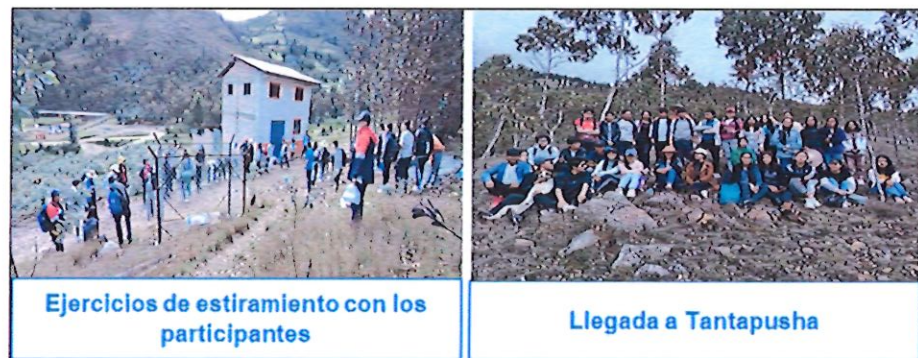 Ejercicios de estiramiento con los
participantes
Llegada a Tantapusha